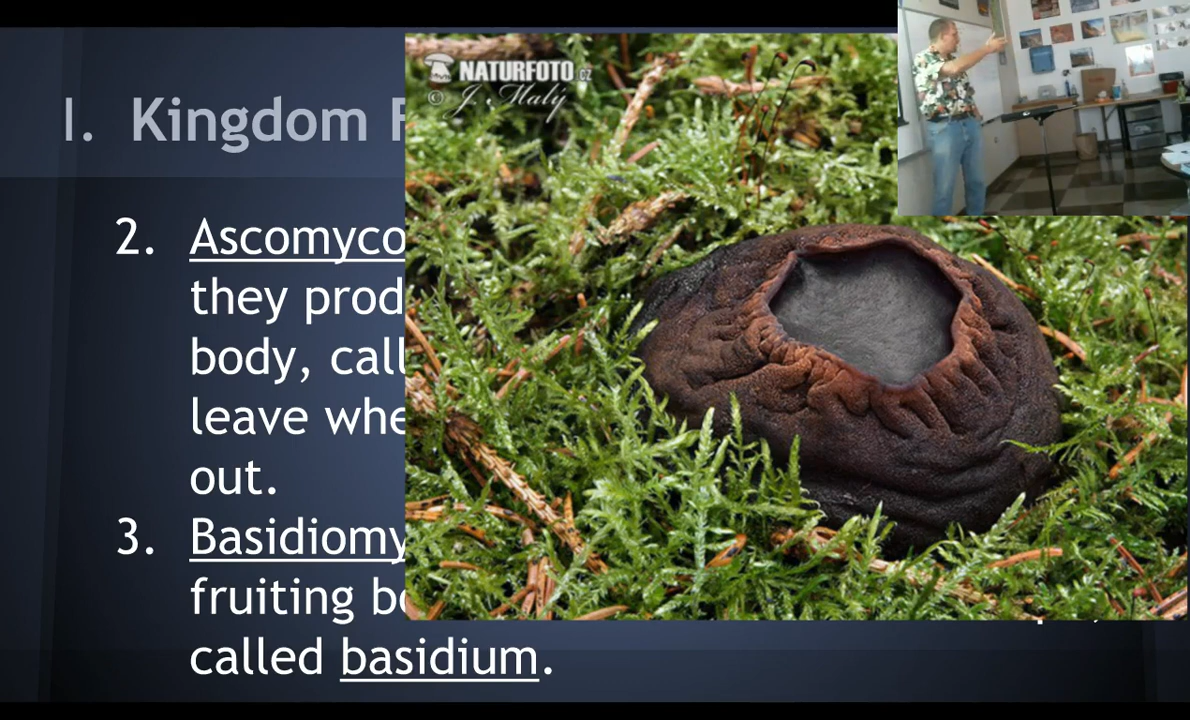 I. Kingdom F
NATURFOTO.CZ
© J. Malý
2. Ascomyco
they prod
body, call
leave whe
out.
3. Basidiomy
fruiting bo
called basidium.